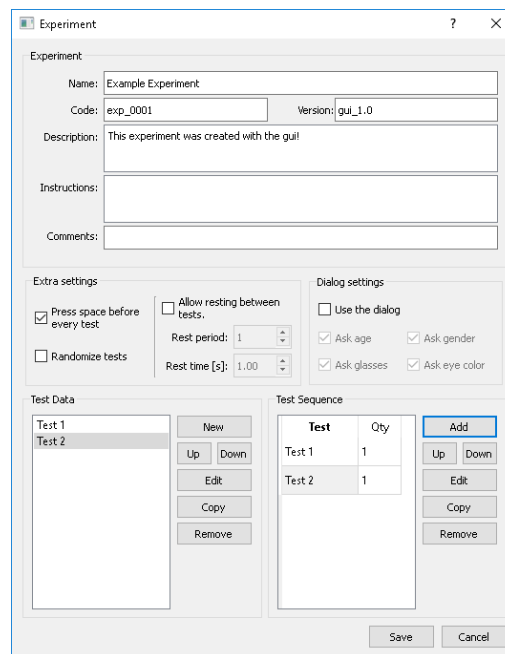 Experiment ? ×
Experiment
Name: Example Experiment
Code: exp_0001 Version: gui_1.0
Description: This experiment was created with the gui!
Instructions:
Comments:
Extra settings
Press space before
every test
Randomize tests
Allow resting between
tests.
Rest period: 1
Rest time [s]: 1.00
Dialog settings
Use the dialog
Ask age Ask gender
Ask glasses Ask eye color
Test Data
Test 1
Test 2
New
Up Down
Edit
Copy
Remove
Test Sequence
Test Qty
Test 1 1
Test 2 1
Add
Up Down
Edit
Copy
Remove
Save Cancel